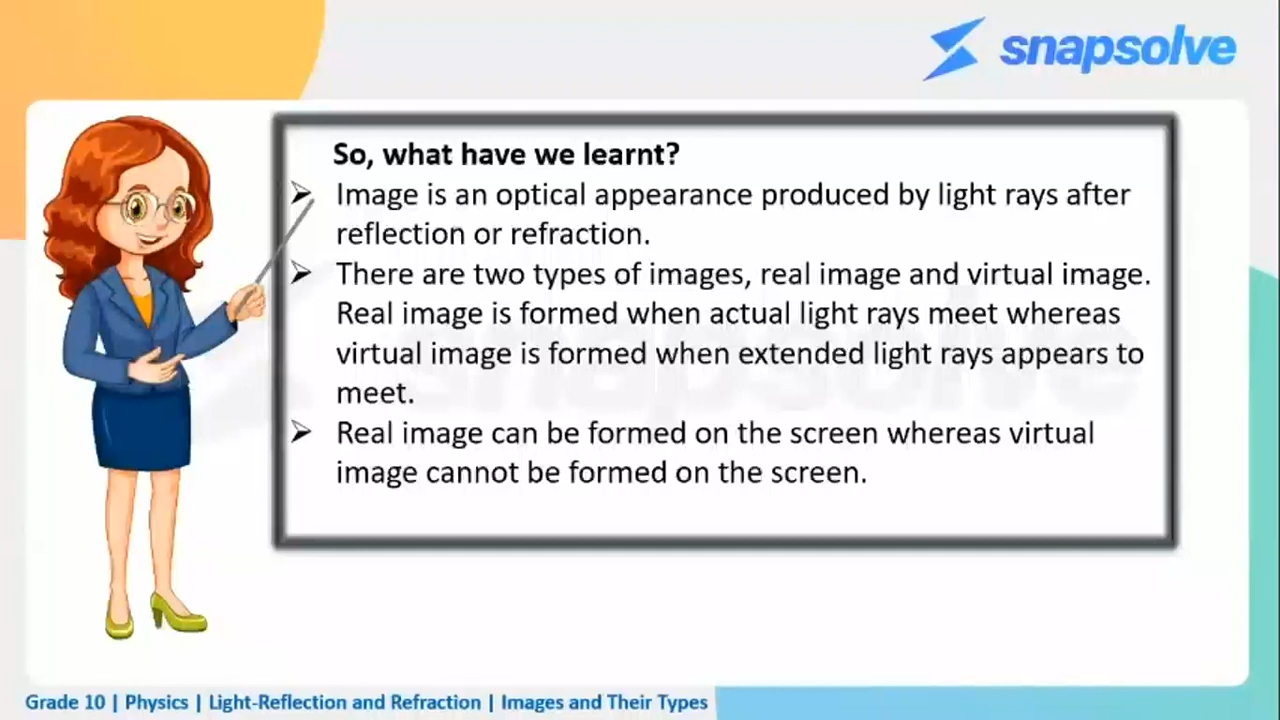 snapsolve
So, what have we learnt?
➢ Image is an optical appearance produced by light rays after
reflection or refraction.
➢ There are two types of images, real image and virtual image.
Real image is formed when actual light rays meet whereas
virtual image is formed when extended light rays appears to
meet.
➢ Real image can be formed on the screen whereas virtual
image cannot be formed on the screen.
Grade 10 | Physics | Light-Reflection and Refraction | Images and Their Types